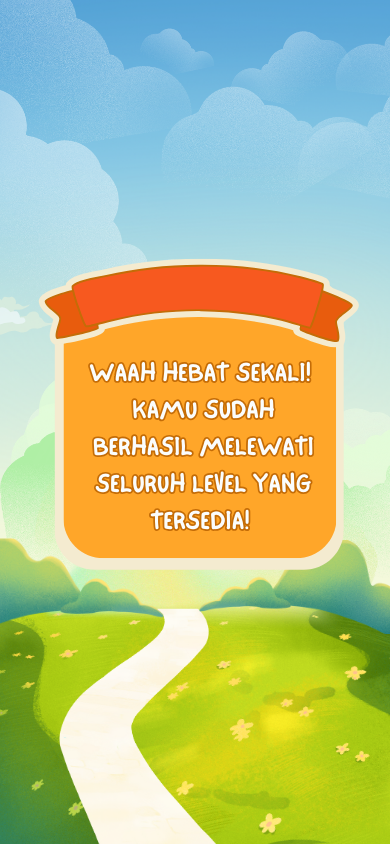 WAAH HEBAT SEKALI!
KAMU SUDAH
BERHASIL MELEWATI
SELURUH LEVEL YANG
TERSEDIA!